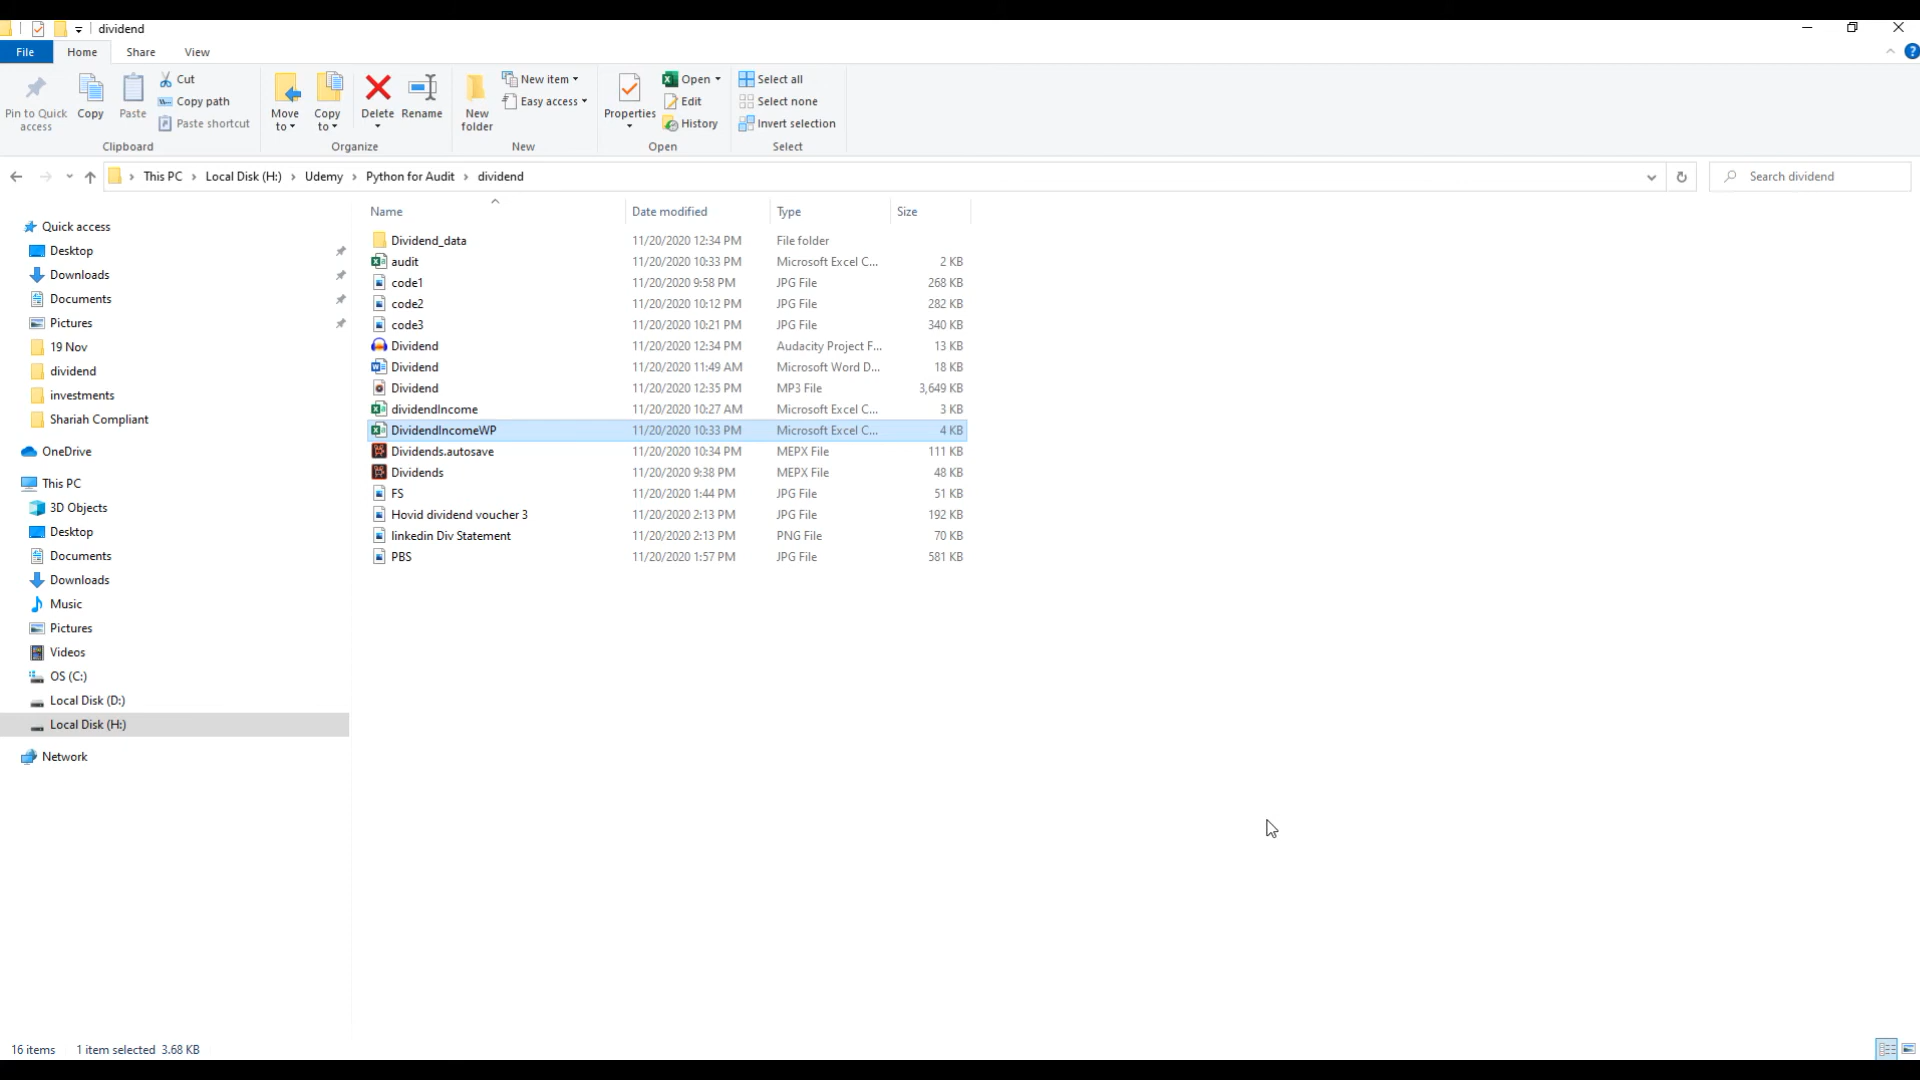 dividend
File Home Share View
Pin to Quick access
Copy
Paste
Cut
Copy path
Paste shortcut
Clipboard
Move to
Copy to
Delete
Rename
Organize
New folder
New item
Easy access
New
Properties
Open
Edit
History
Open
Select all
Select none
Invert selection
Select
This PC › Local Disk (H:) › Udemy › Python for Audit › dividend
Search dividend
Quick access
Desktop
Downloads
Documents
Pictures
19 Nov
dividend
investments
Shariah Compliant
OneDrive
This PC
3D Objects
Desktop
Documents
Downloads
Music
Pictures
Videos
OS (C:)
Local Disk (D:)
Local Disk (H:)
Network
Name Date modified Type Size
Dividend_data 11/20/2020 12:34 PM File folder
audit 11/20/2020 10:33 PM Microsoft Excel C... 2 KB
code1 11/20/2020 9:58 PM JPG File 268 KB
code2 11/20/2020 10:12 PM JPG File 282 KB
code3 11/20/2020 10:21 PM JPG File 340 KB
Dividend 11/20/2020 12:34 PM Audacity Project F... 13 KB
Dividend 11/20/2020 11:49 AM Microsoft Word D... 18 KB
Dividend 11/20/2020 12:35 PM MP3 File 3,649 KB
dividendIncome 11/20/2020 10:27 AM Microsoft Excel C... 3 KB
DividendIncomeWP 11/20/2020 10:33 PM Microsoft Excel C... 4 KB
Dividends.autosave 11/20/2020 10:34 PM MEPX File 111 KB
Dividends 11/20/2020 9:38 PM MEPX File 48 KB
FS 11/20/2020 1:44 PM JPG File 51 KB
Hovid dividend voucher 3 11/20/2020 2:13 PM JPG File 192 KB
linkedin Div Statement 11/20/2020 2:13 PM PNG File 70 KB
PBS 11/20/2020 1:57 PM JPG File 581 KB
16 items 1 item selected 3.68 KB